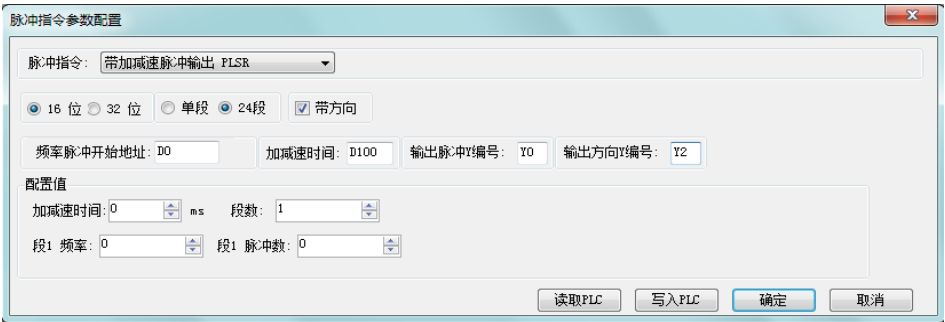 脉冲指令参数配置
脉冲指令: 带加减速脉冲输出 PLSR
16 位 32 位 单段 24段 带方向
频率脉冲开始地址: D0 加减速时间: D100 输出脉冲Y编号: Y0 输出方向Y编号: Y2
配置值
加减速时间: 0 ms 段数: 1
段1 频率: 0 段1 脉冲数: 0
读取PLC 写入PLC 确定 取消